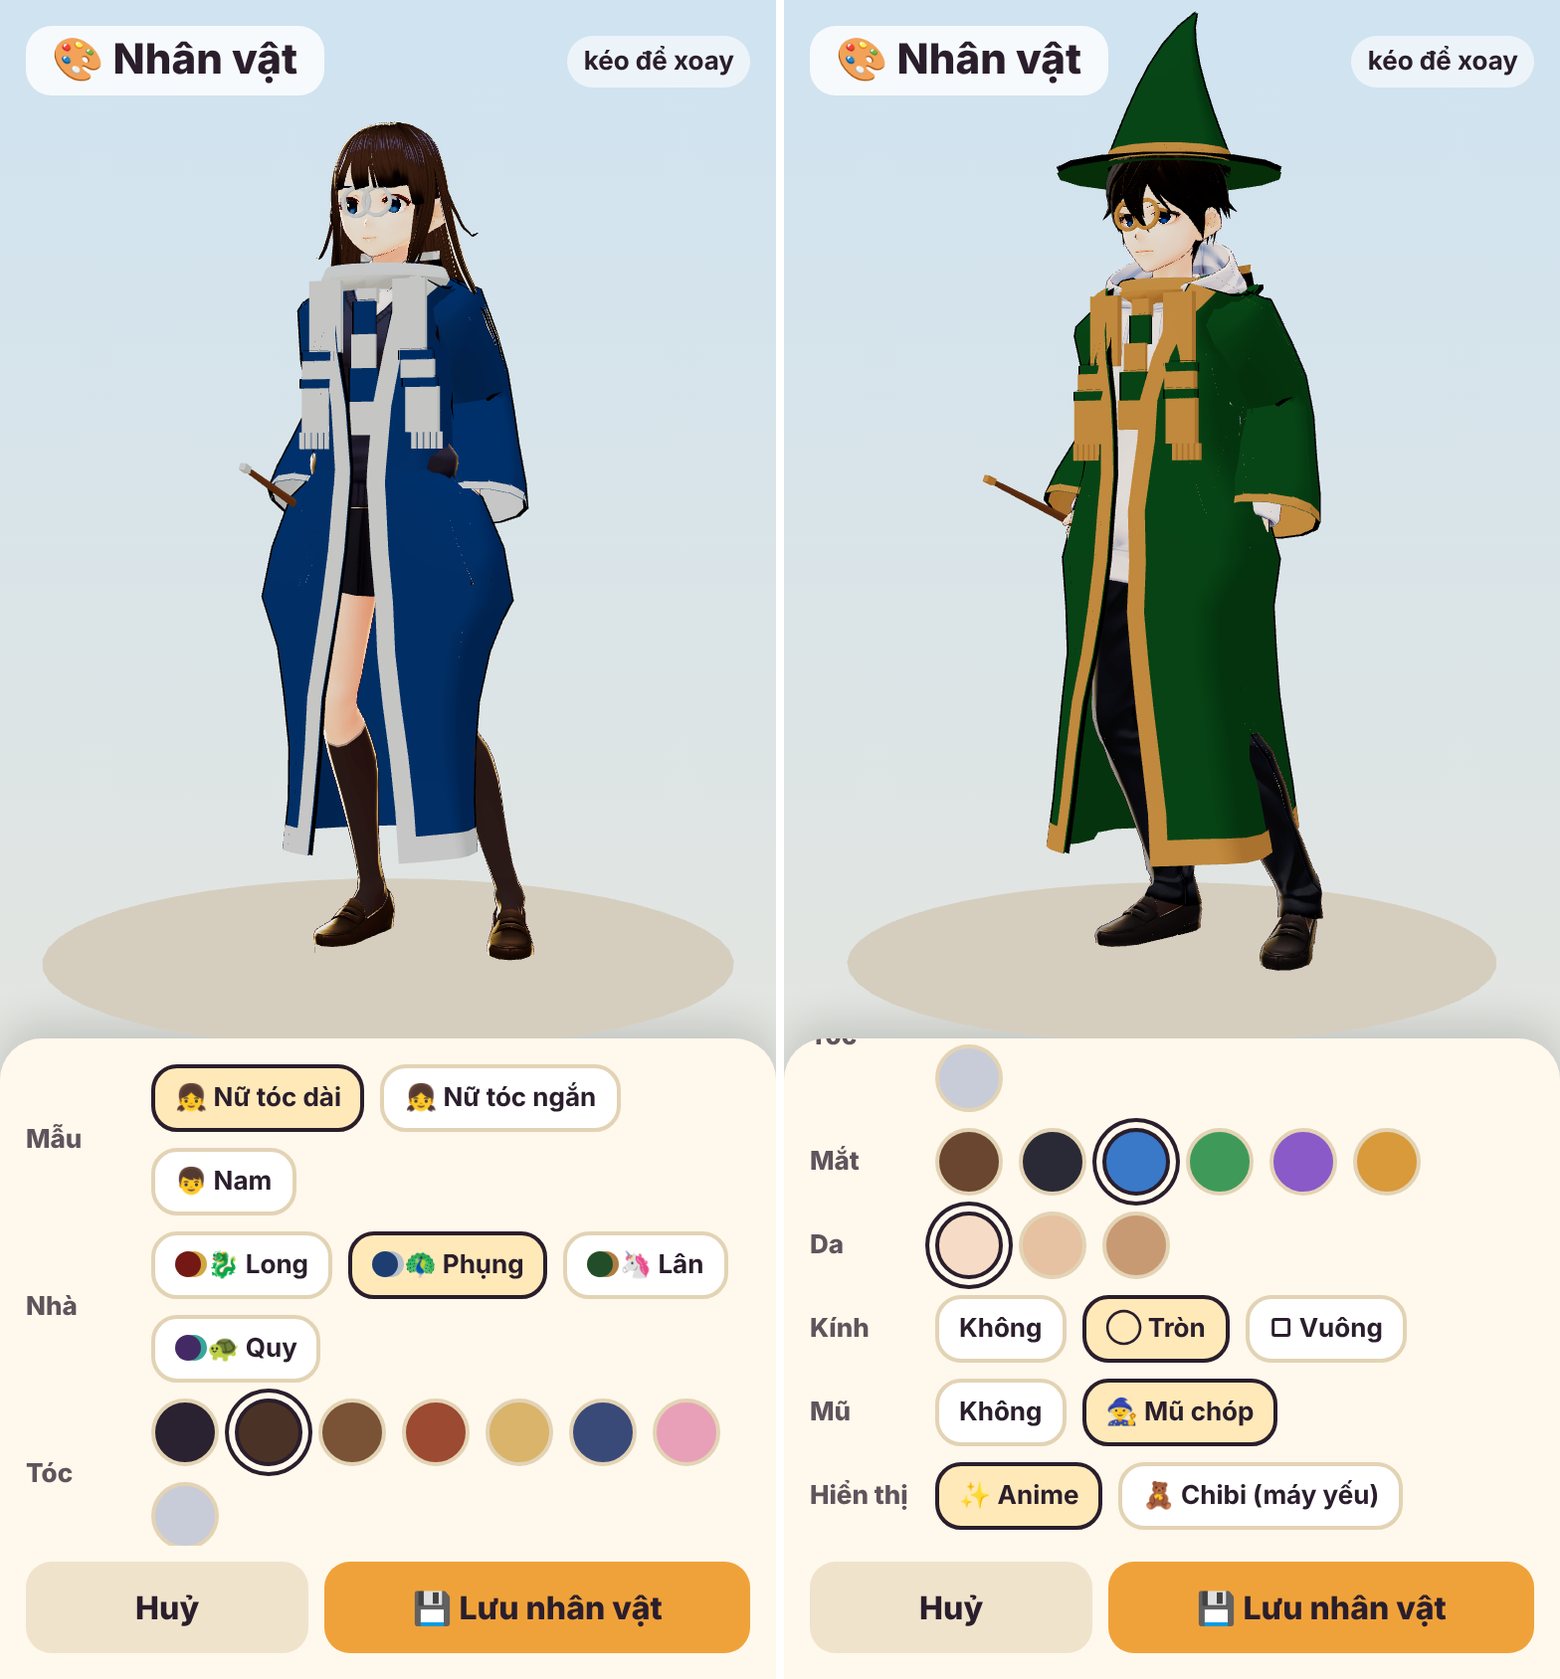 Nhân vật
kéo để xoay
Mẫu
Nữ tóc dài
Nữ tóc ngắn
Nam
Nhà
Long
Phụng
Lân
Quy
Tóc
Huỷ
Lưu nhân vật
Nhân vật
kéo để xoay
Mắt
Da
Kính
Không
Tròn
Vuông
Mũ
Không
Mũ chóp
Hiển thị
Anime
Chibi (máy yếu)
Huỷ
Lưu nhân vật